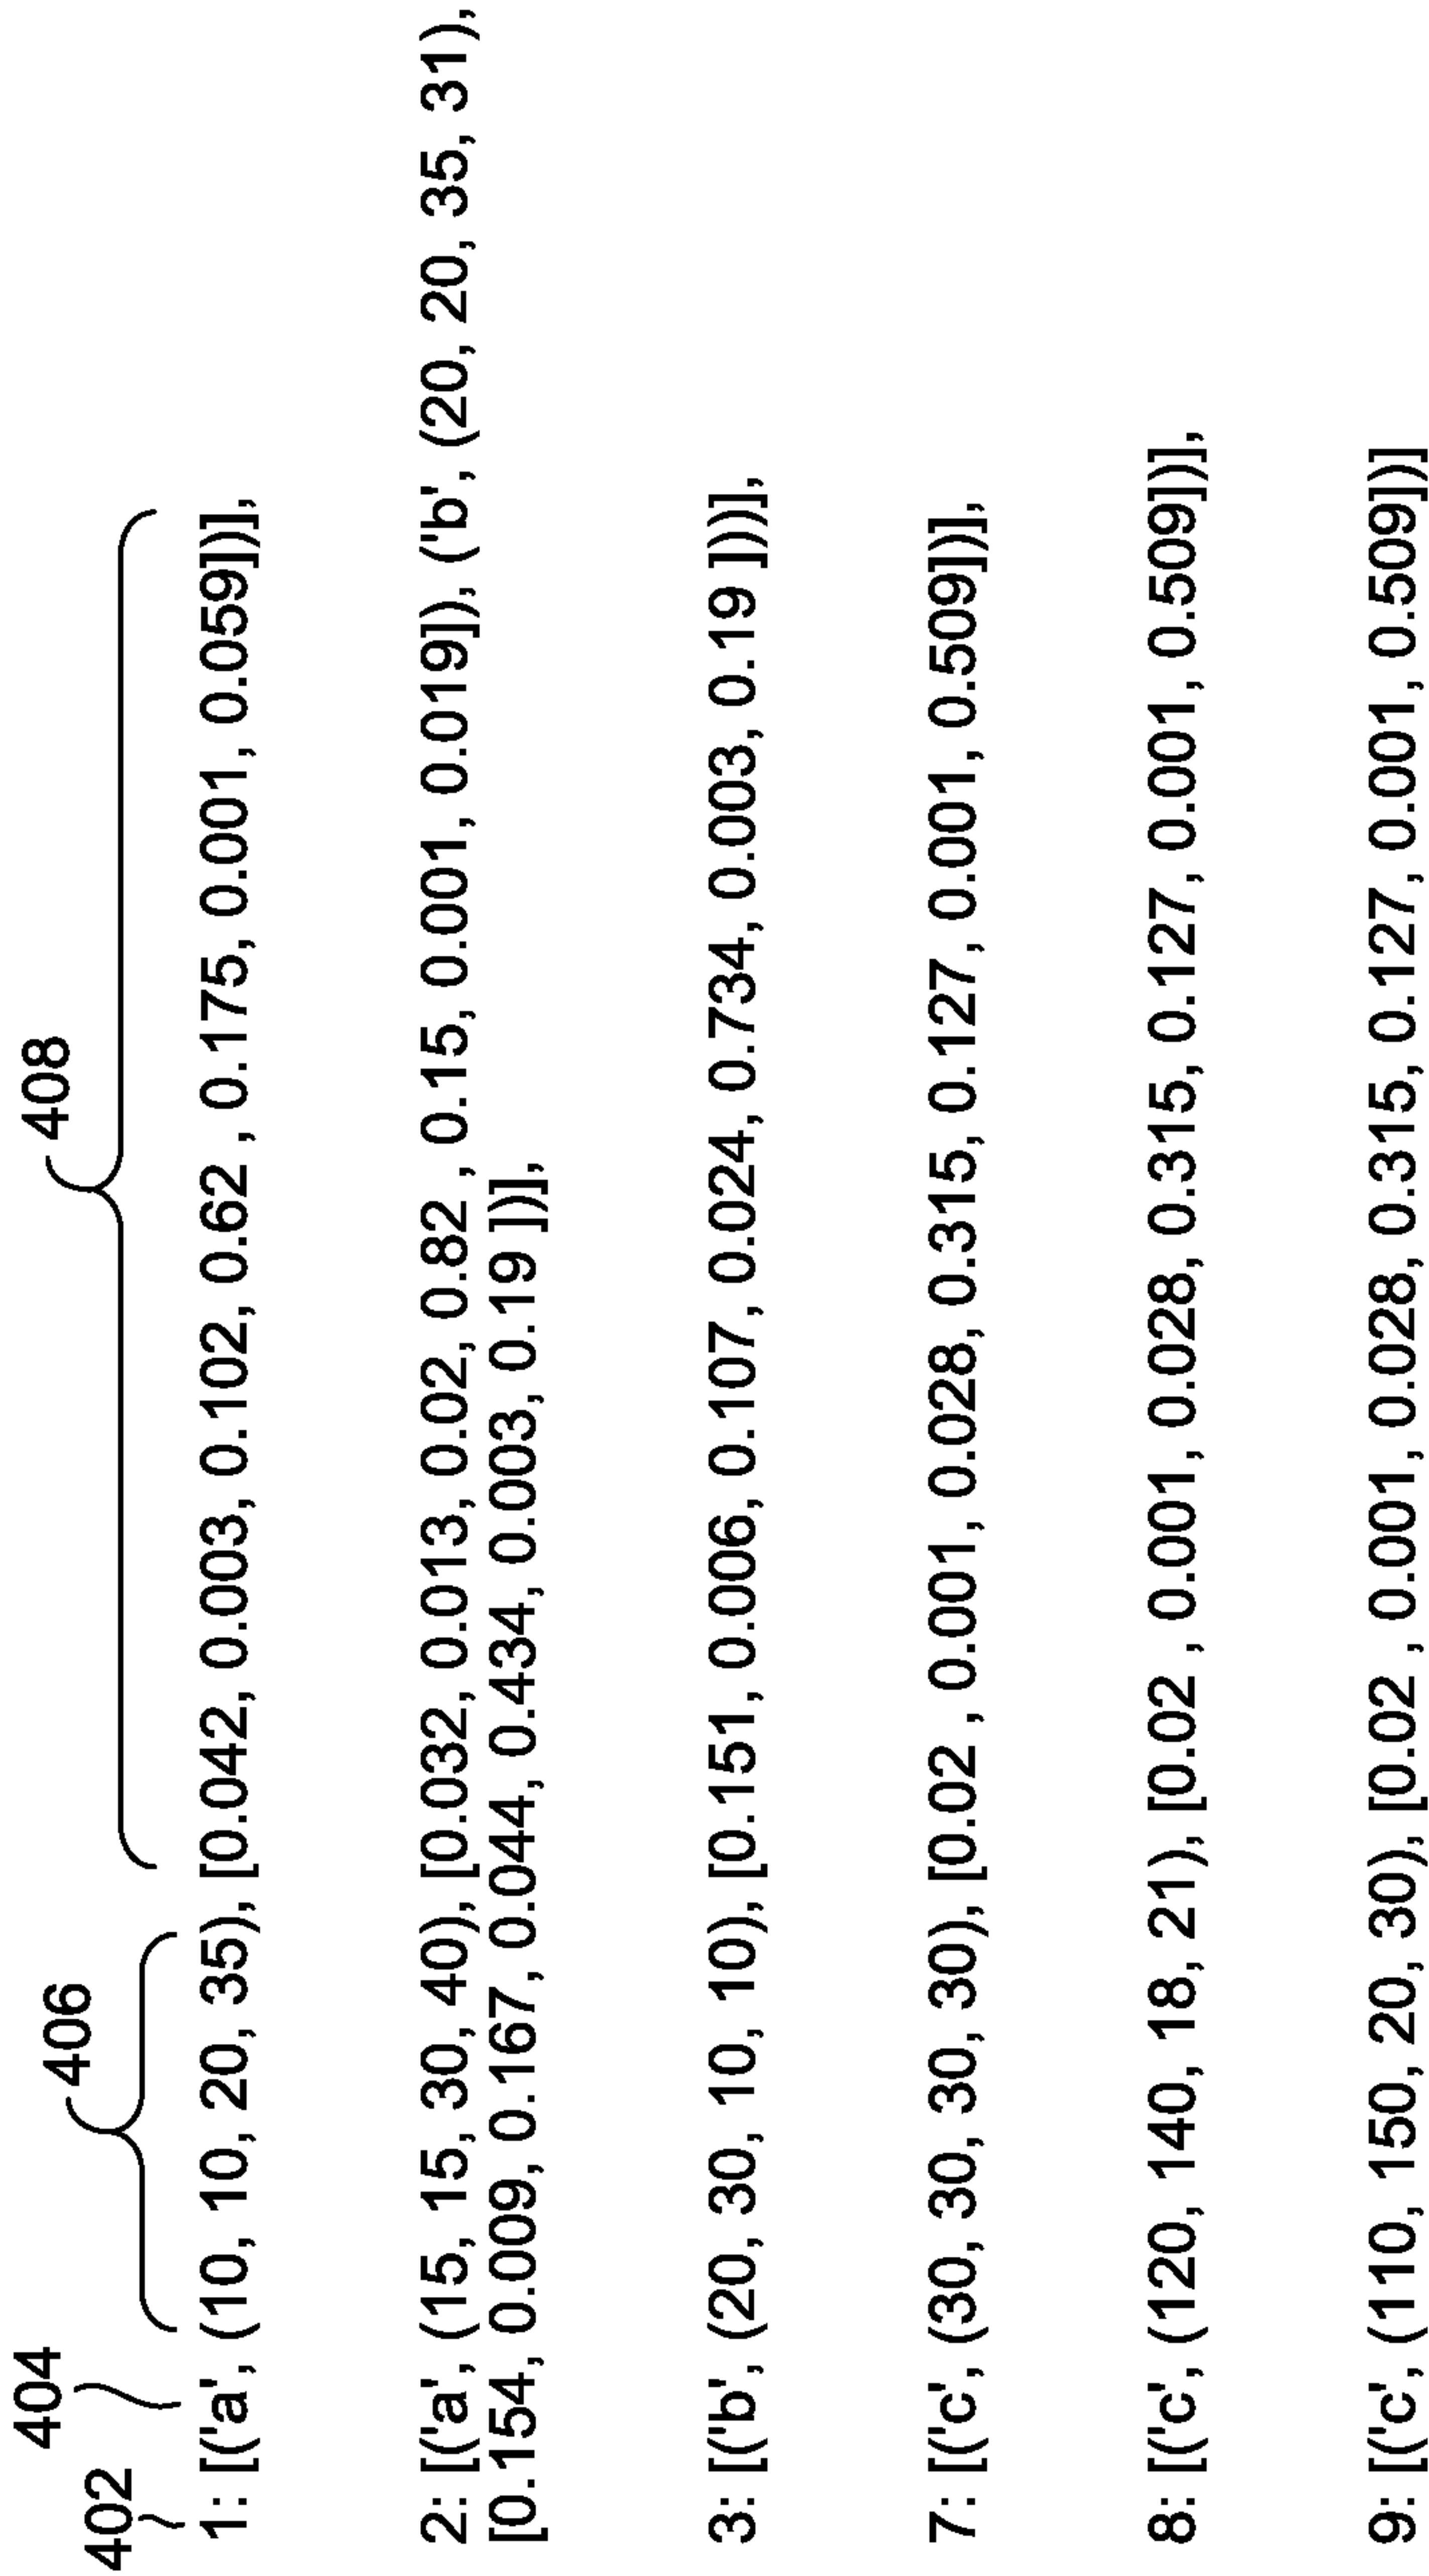 402
404
406
408
1: [('a', (10, 10, 20, 35), [0.042, 0.003, 0.102, 0.62 , 0.175, 0.001, 0.059])],
2: [('a', (15, 15, 30, 40), [0.032, 0.013, 0.02, 0.82 , 0.15, 0.001, 0.019]), ('b', (20, 20, 35, 31),
[0.154, 0.009, 0.167, 0.044, 0.434, 0.003, 0.19 ])],
3: [('b', (20, 30, 10, 10), [0.151, 0.006, 0.107, 0.024, 0.734, 0.003, 0.19 ]))],
7: [('c', (30, 30, 30, 30), [0.02 , 0.001, 0.028, 0.315, 0.127, 0.001, 0.509])],
8: [('c', (120, 140, 18, 21), [0.02 , 0.001, 0.028, 0.315, 0.127, 0.001, 0.509])],
9: [('c', (110, 150, 20, 30), [0.02 , 0.001, 0.028, 0.315, 0.127, 0.001, 0.509])]